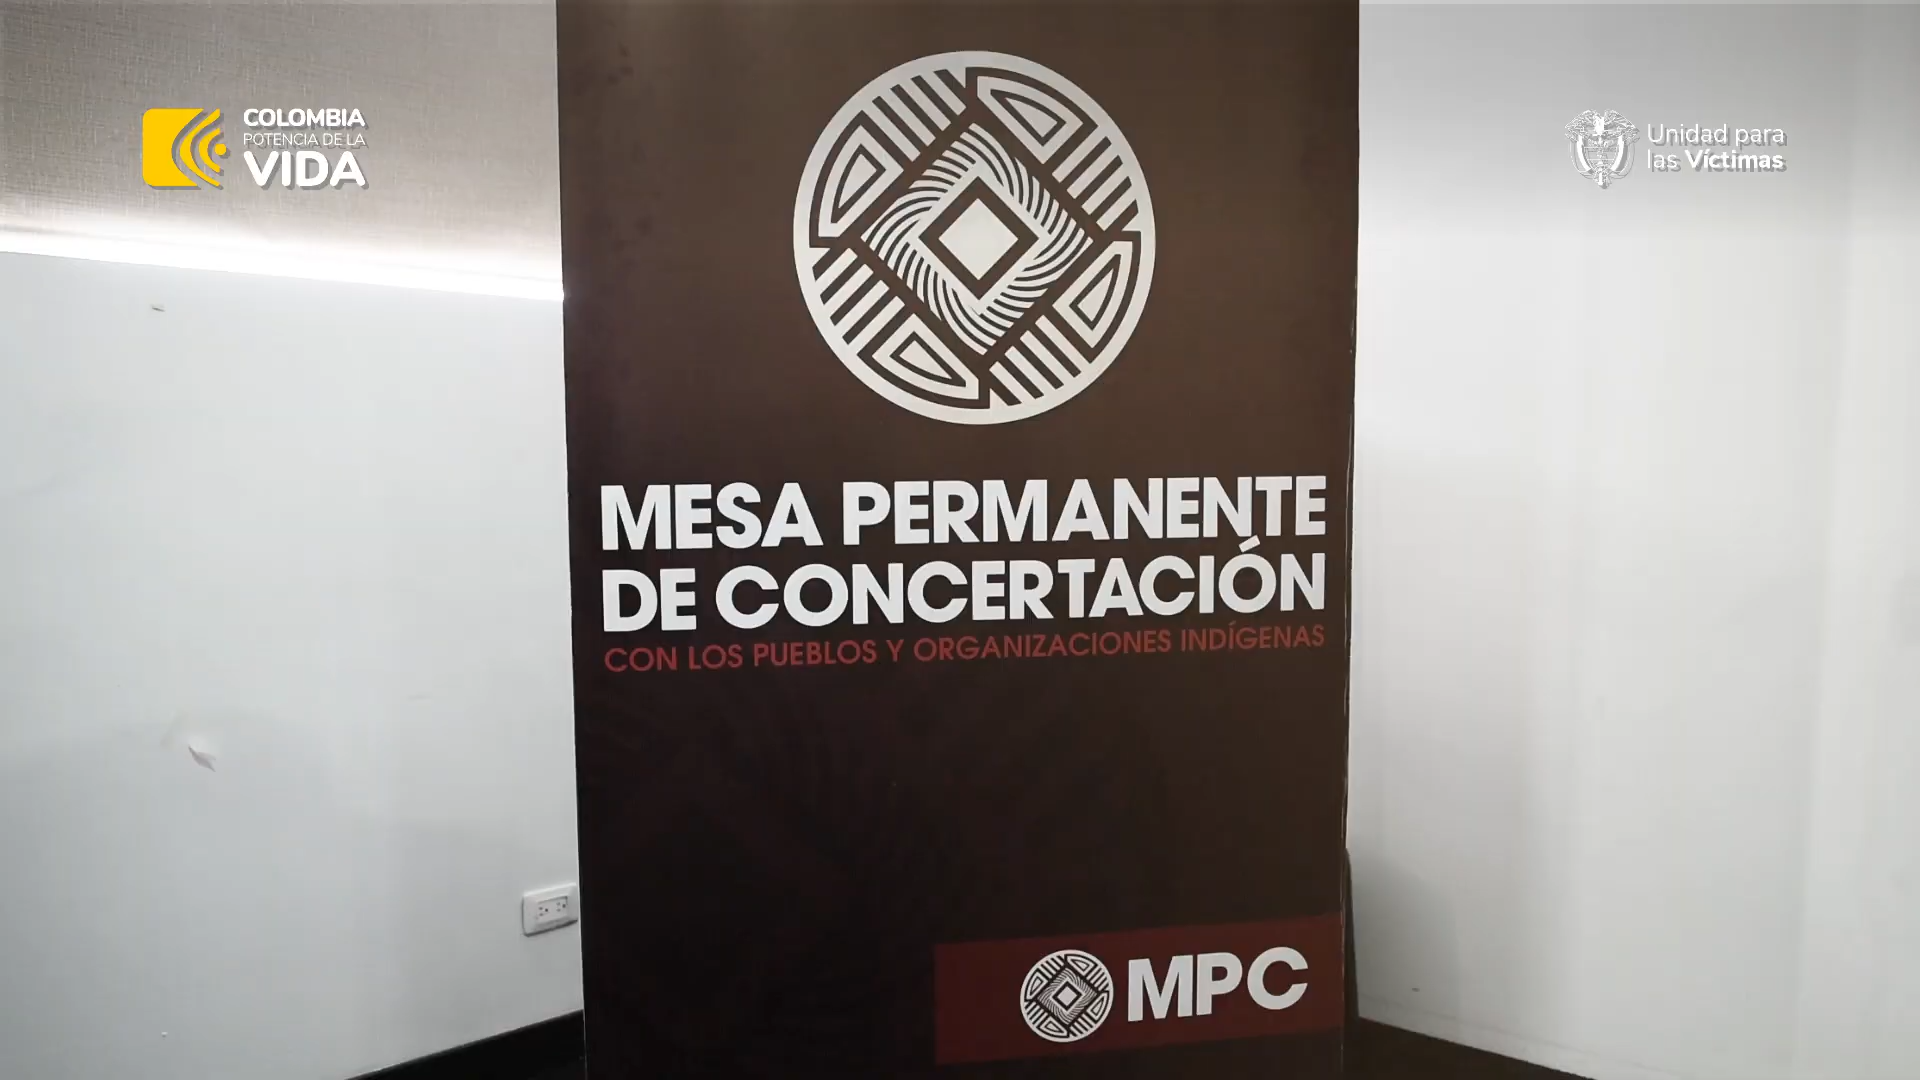 COLOMBIA
POTENCIA DE LA
VIDA
Unidad para
las Víctimas
MESA PERMANENTE
DE CONCERTACIÓN
CON LOS PUEBLOS Y ORGANIZACIONES INDÍGENAS
MPC